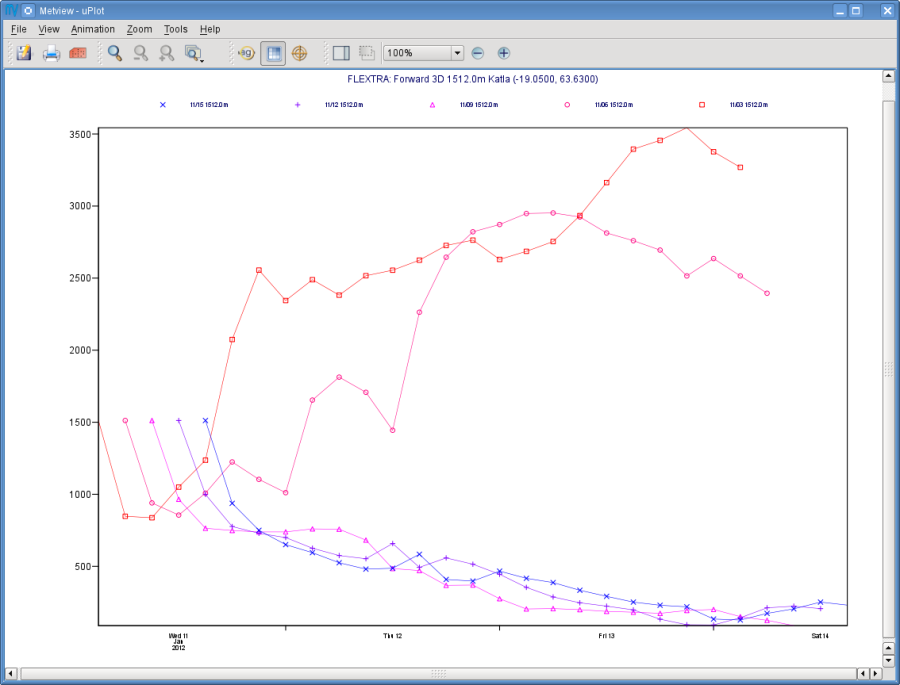 Metview - uPlot
File View Animation Zoom Tools Help
100%
FLEXTRA: Forward 3D 1512.0m Katla (-19.0500, 63.6300)
11/15 1512.0m 11/12 1512.0m 11/09 1512.0m 11/06 1512.0m 11/03 1512.0m
3500
3000
2500
2000
1500
1000
500
Wed 11 Thu 12 Fri 13 Sat 14
Jan
2012